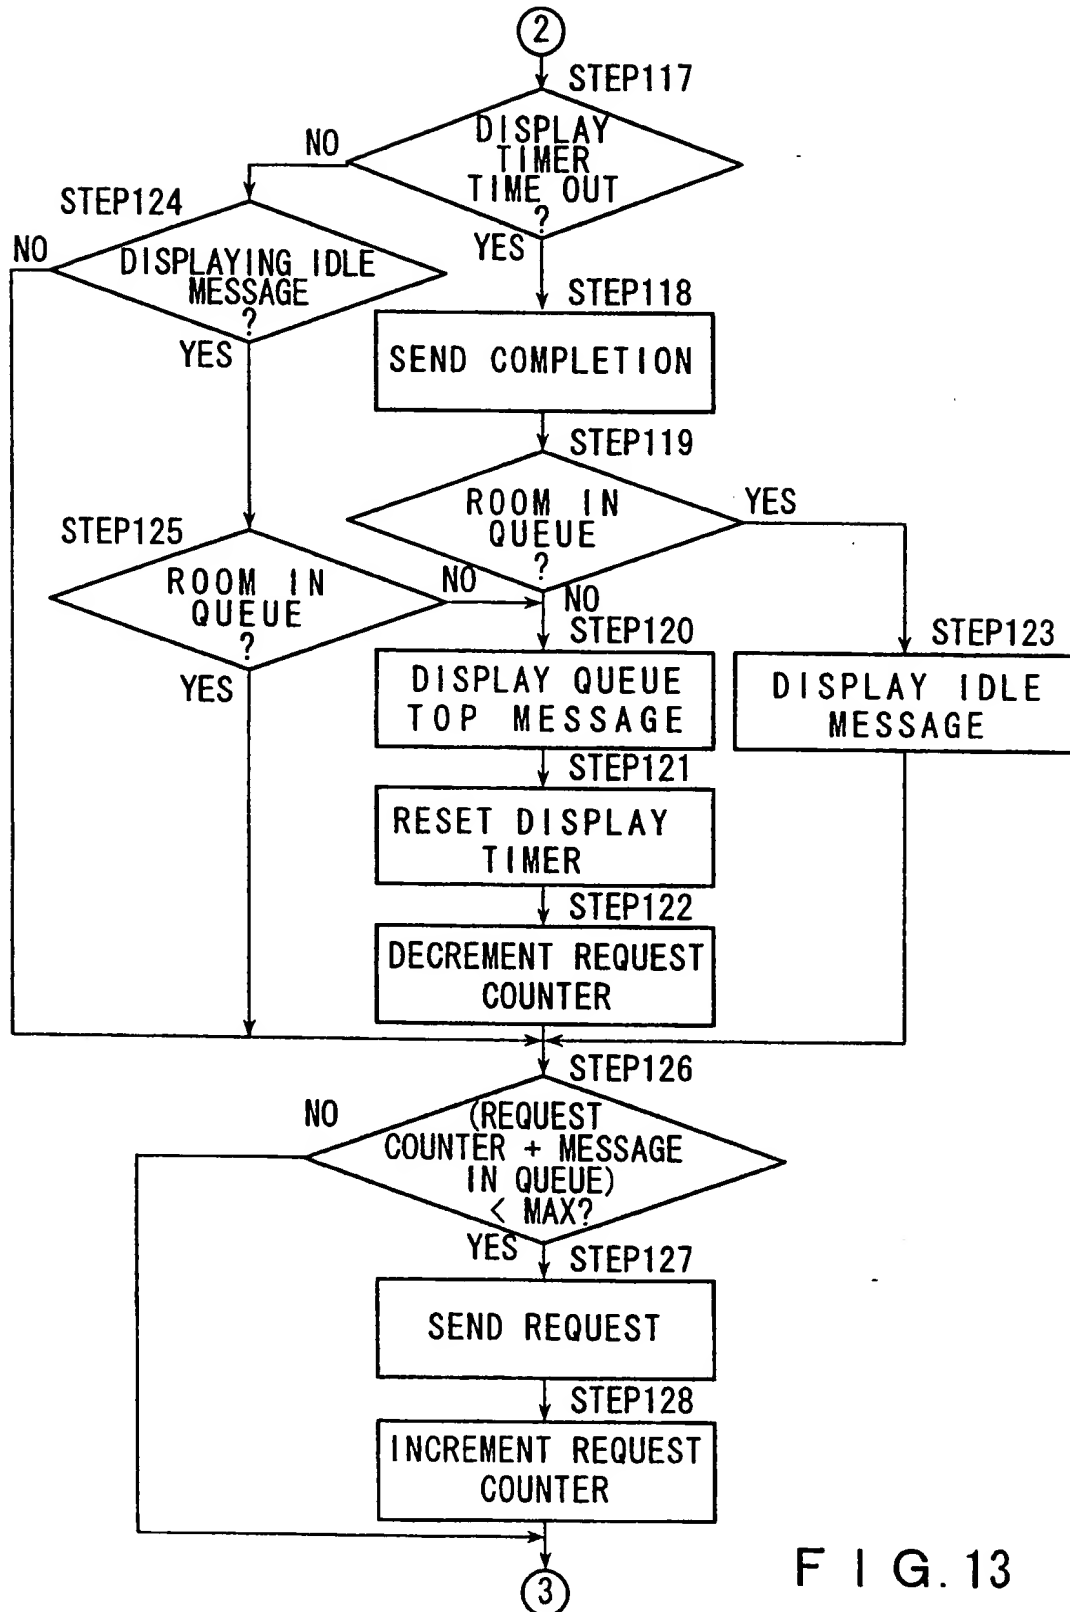 2
STEP117
DISPLAY
TIMER
TIME OUT
?
NO
YES
STEP124
NO
DISPLAYING IDLE
MESSAGE
?
YES
STEP118
SEND COMPLETION
STEP119
ROOM IN
QUEUE
?
YES
NO
STEP125
ROOM IN
QUEUE
?
NO
YES
STEP120
DISPLAY QUEUE
TOP MESSAGE
STEP123
DISPLAY IDLE
MESSAGE
STEP121
RESET DISPLAY
TIMER
STEP122
DECREMENT REQUEST
COUNTER
STEP126
NO
(REQUEST
COUNTER + MESSAGE
IN QUEUE)
< MAX?
YES
STEP127
SEND REQUEST
STEP128
INCREMENT REQUEST
COUNTER
3
FIG. 13